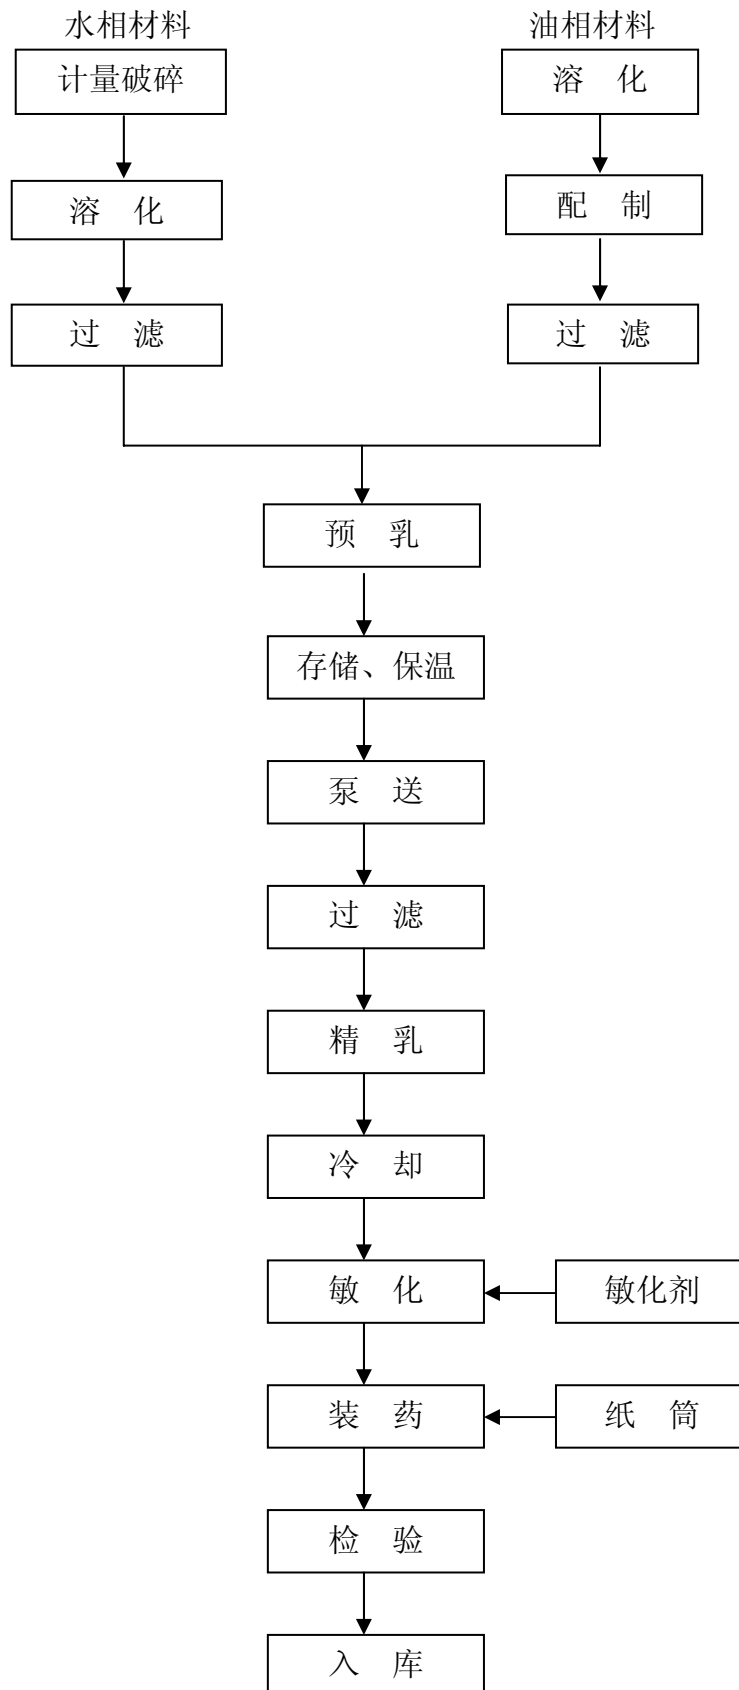 水相材料
油相材料
计量破碎
溶 化
溶 化
配 制
过 滤
过 滤
预 乳
存储、保温
泵 送
过 滤
精 乳
冷 却
敏 化
敏化剂
装 药
纸 筒
检 验
入 库